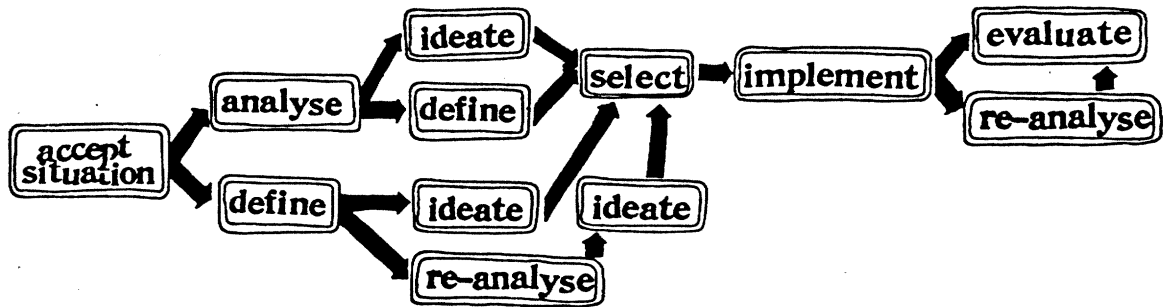 ideate
evaluate
select
implement
analyse
define
re-analyse
accept
situation
define
ideate
ideate
re-analyse